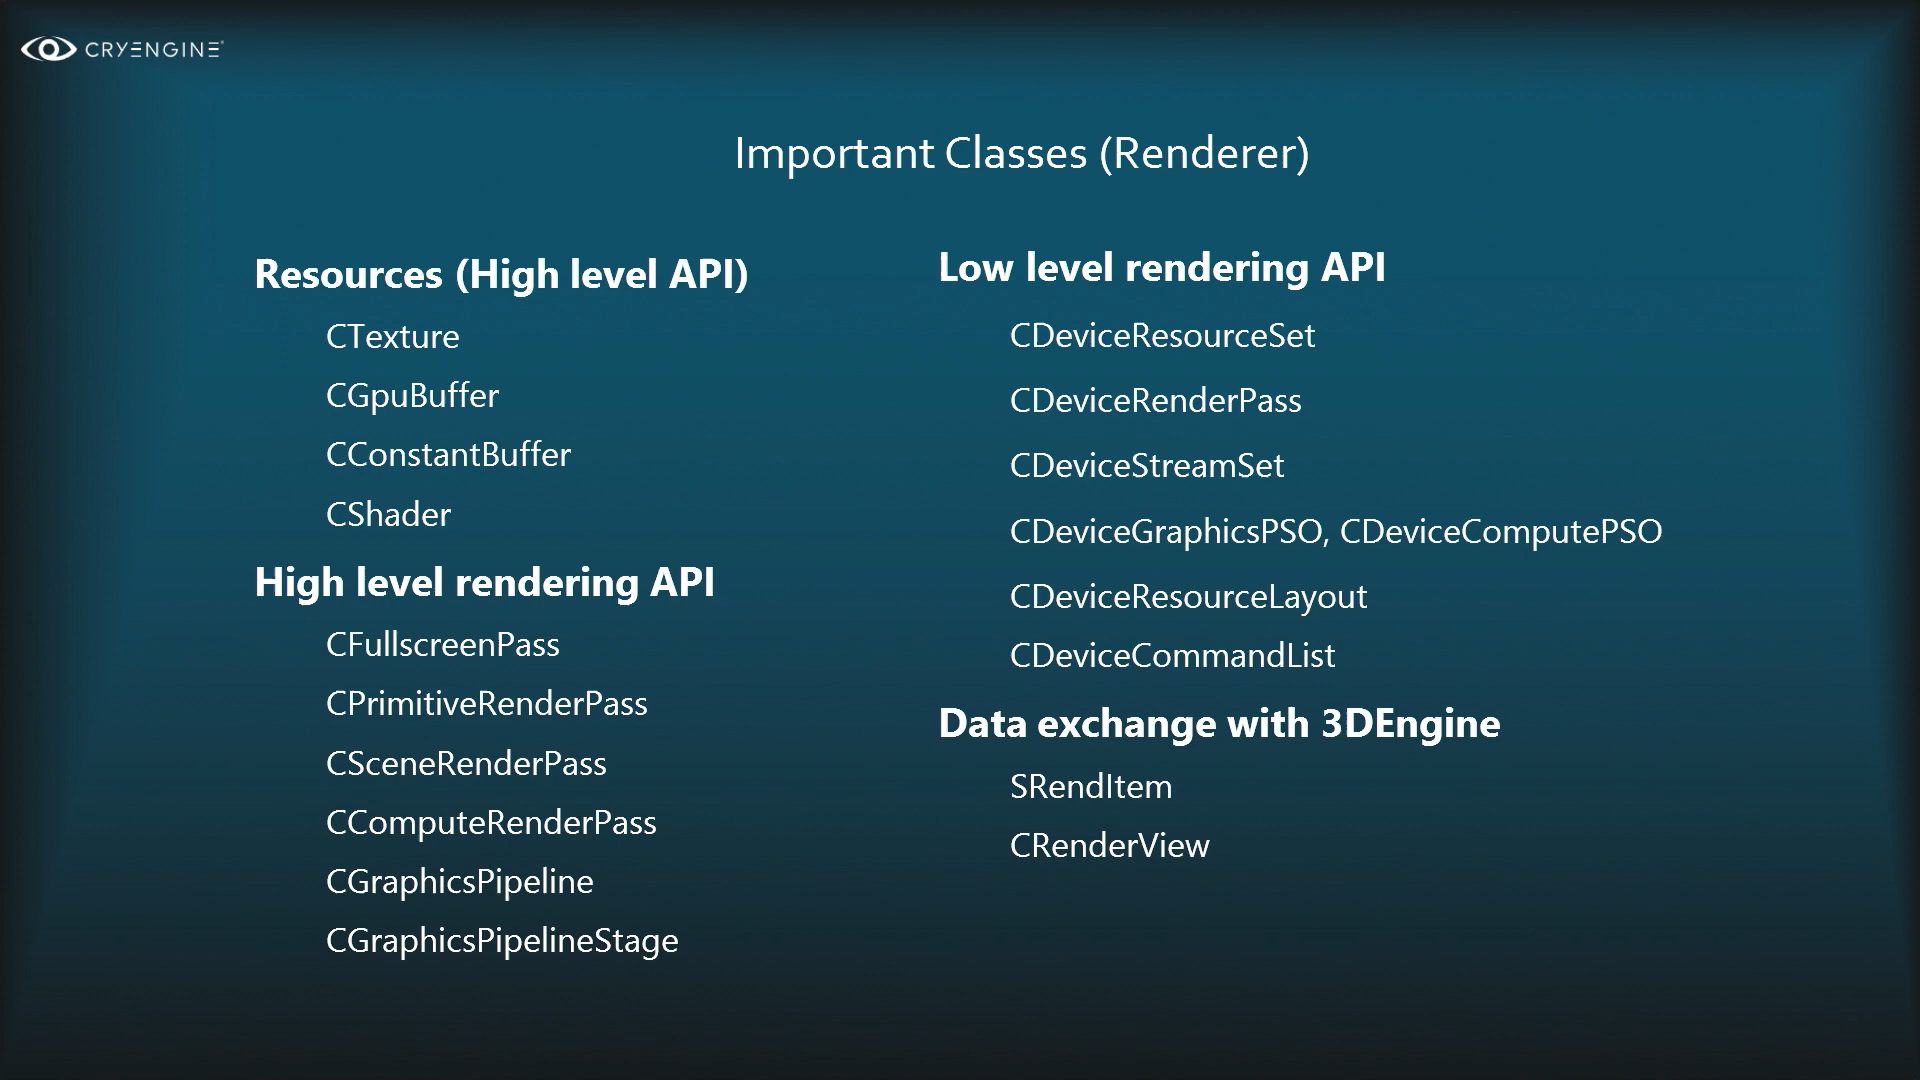 CRYENGINE®
Important Classes (Renderer)
Resources (High level API)
CTexture
CGpuBuffer
CConstantBuffer
CShader
High level rendering API
CFullscreenPass
CPrimitiveRenderPass
CSceneRenderPass
CComputeRenderPass
CGraphicsPipeline
CGraphicsPipelineStage
Low level rendering API
CDeviceResourceSet
CDeviceRenderPass
CDeviceStreamSet
CDeviceGraphicsPSO, CDeviceComputePSO
CDeviceResourceLayout
CDeviceCommandList
Data exchange with 3DEngine
SRendItem
CRenderView